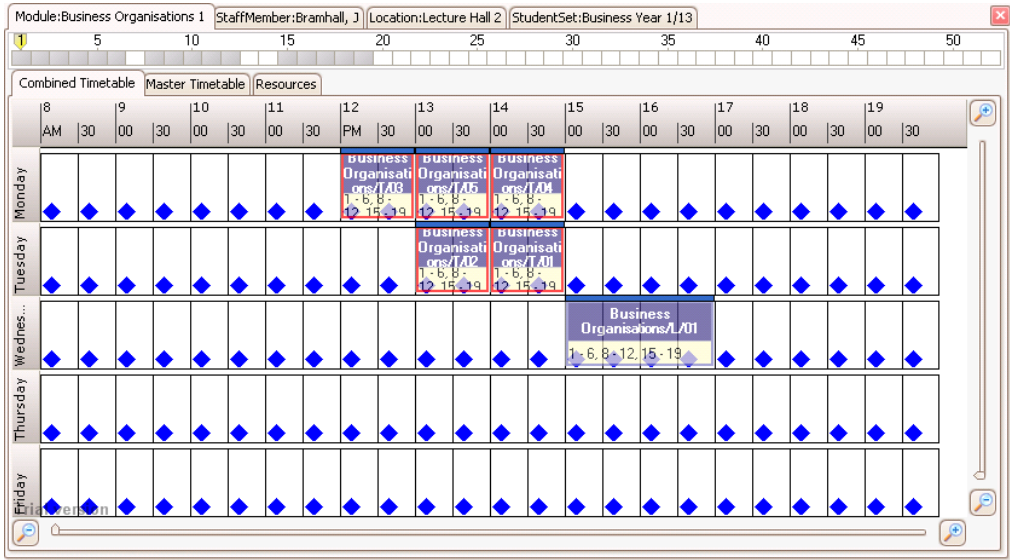 Module:Business Organisations 1 StaffMember:Bramhall, J Location:Lecture Hall 2 StudentSet:Business Year 1/13
1 5 10 15 20 25 30 35 40 45 50
Combined Timetable Master Timetable Resources
8 9 10 11 12 13 14 15 16 17 18 19
AM 30 00 30 00 30 00 30 PM 30 00 30 00 30 00 30 00 30 00 30 00 30 00 30
Monday
Business Organisati ons/T/03
1 - 6, 8 - 12, 15 - 19
Business Organisati ons/T/05
1 - 6, 8 - 12, 15 - 19
Business Organisati ons/T/04
1 - 6, 8 - 12, 15 - 19
Tuesday
Business Organisati ons/T/02
1 - 6, 8 - 12, 15 - 19
Business Organisati ons/T/01
1 - 6, 8 - 12, 15 - 19
Wednes...
Business
Organisations/L/01
1 - 6, 8 - 12, 15 - 19
Thursday
Friday
Trial version